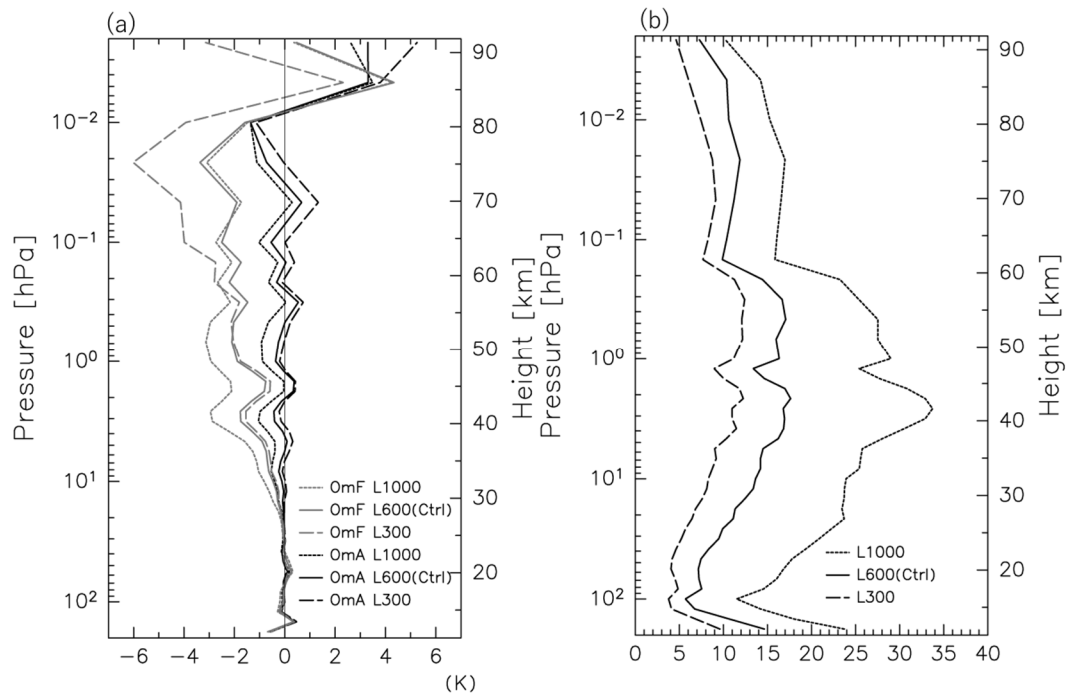 (a)
Pressure [hPa]
10-2
10-1
100
101
102
90
80
70
60
50
40
30
20
Height [km]
OmF L1000
OmF L600(Ctrl)
OmF L300
OmA L1000
OmA L600(Ctrl)
OmA L300
−6 −4 −2 0 2 4 6
(K)
(b)
Pressure [hPa]
10-2
10-1
100
101
102
90
80
70
60
50
40
30
20
Height [km]
L1000
L600(Ctrl)
L300
0 5 10 15 20 25 30 35 40